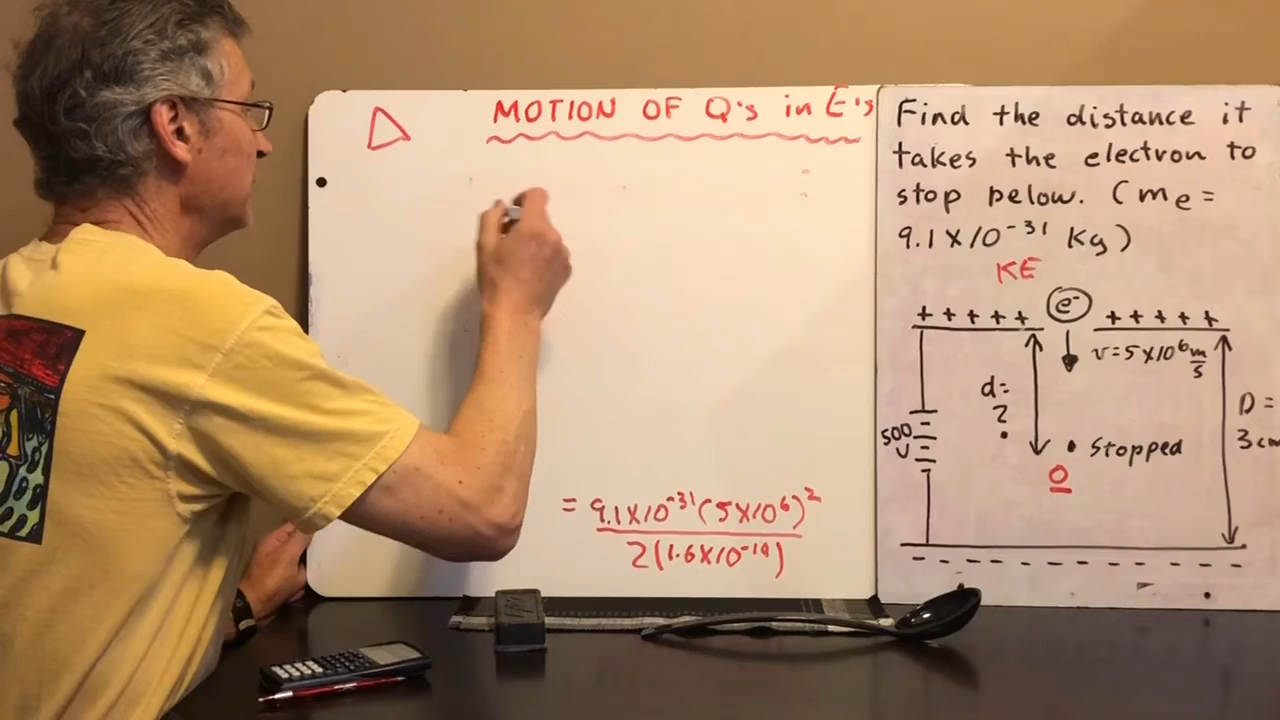 MOTION OF Q's in E's
= 9.1X10⁻³¹(5X10⁶)²
2(1.6X10⁻¹⁹)
Find the distance it
takes the electron to
stop below. (me =
9.1X10⁻³¹ Kg)
KE
+ + + + + e⁻ + + + + +
v=5X10⁶ m/s
d=
?
D=
3cm
500
V
Stopped
0
- - - - - - - - - - - -